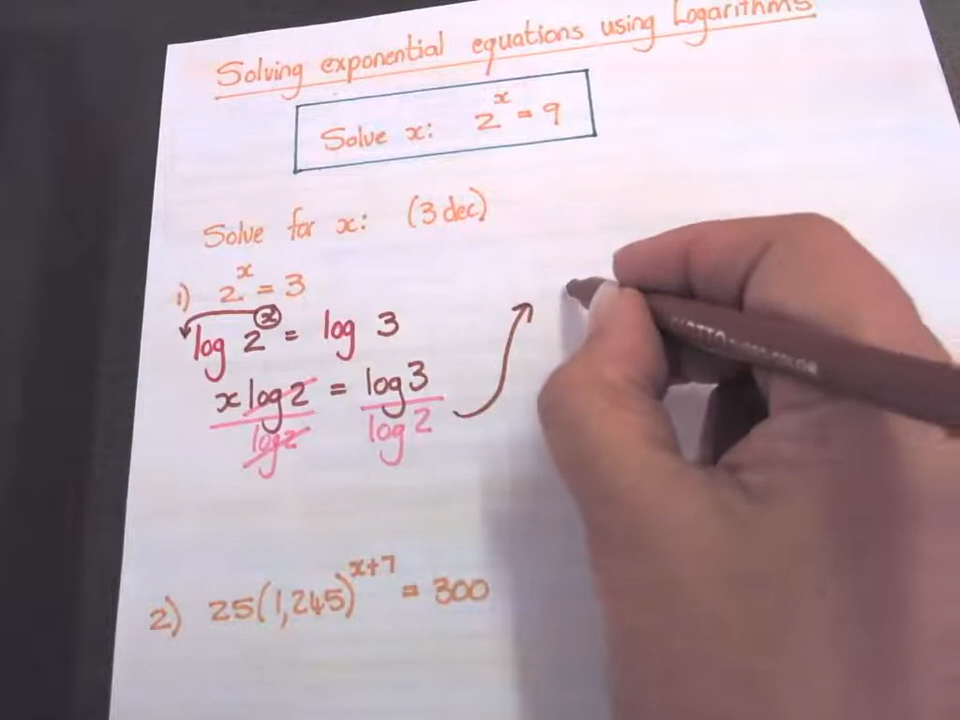 Solving exponential equations using Logarithms
Solve x: 2^x = 9
Solve for x: (3 dec)
1) 2^x = 3
log 2^x = log 3
x log 2 / log 2 = log 3 / log 2
2) 25(1,245)^x+7 = 300